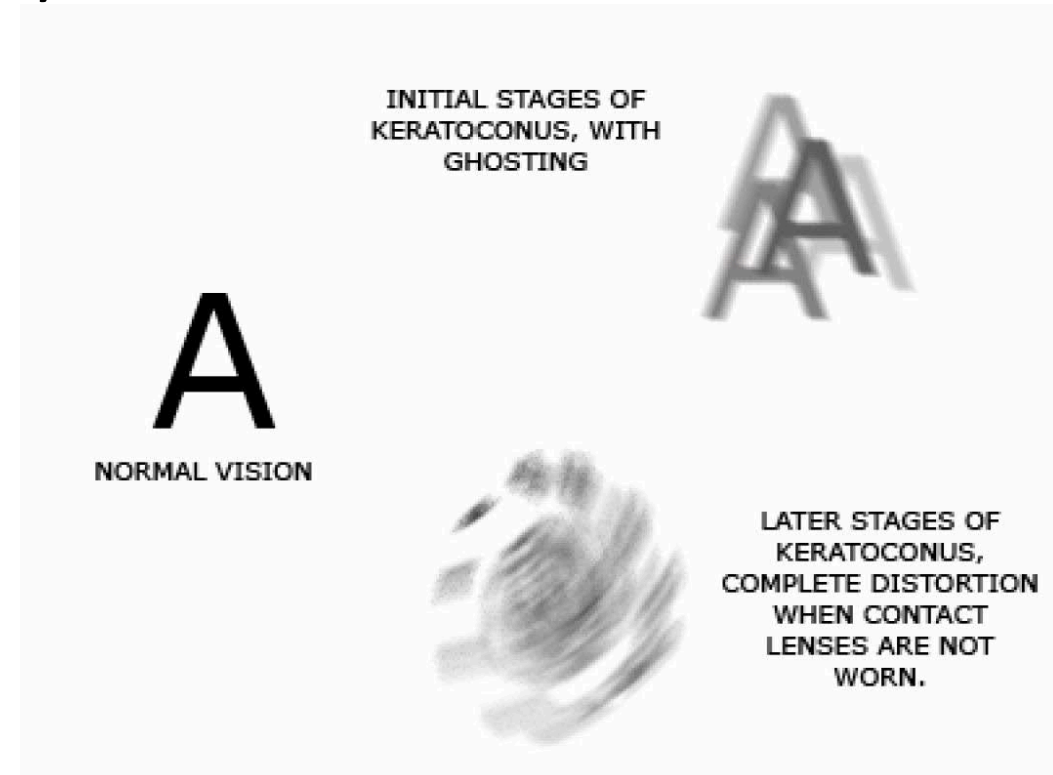 INITIAL STAGES OF
KERATOCONUS, WITH
GHOSTING
A
A
A
A
A
NORMAL VISION
LATER STAGES OF
KERATOCONUS,
COMPLETE DISTORTION
WHEN CONTACT
LENSES ARE NOT
WORN.